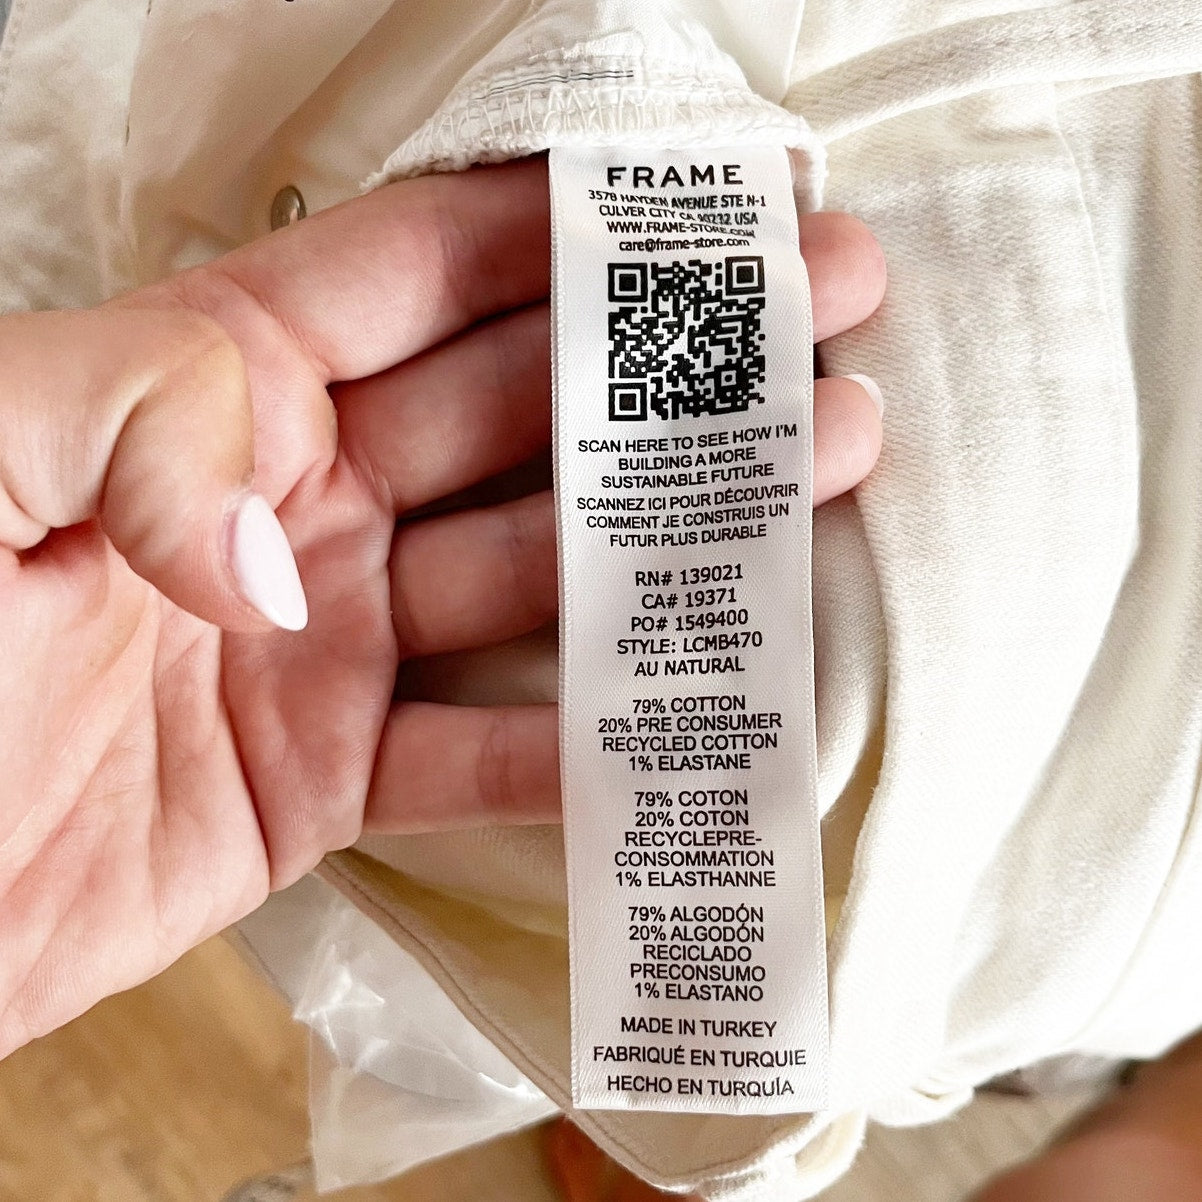 FRAME
3578 HAYDEN AVENUE STE N-1
CULVER CITY CA 90232 USA
WWW.FRAME-STORE.COM
care@frame-store.com
SCAN HERE TO SEE HOW I'M
BUILDING A MORE
SUSTAINABLE FUTURE
SCANNEZ ICI POUR DÉCOUVRIR
COMMENT JE CONSTRUIS UN
FUTUR PLUS DURABLE
RN# 139021
CA# 19371
PO# 1549400
STYLE: LCMB470
AU NATURAL
79% COTTON
20% PRE CONSUMER
RECYCLED COTTON
1% ELASTANE
79% COTON
20% COTON
RECYCLEPRE-
CONSOMMATION
1% ELASTHANNE
79% ALGODÓN
20% ALGODÓN
RECICLADO
PRECONSUMO
1% ELASTANO
MADE IN TURKEY
FABRIQUÉ EN TURQUIE
HECHO EN TURQUÍA